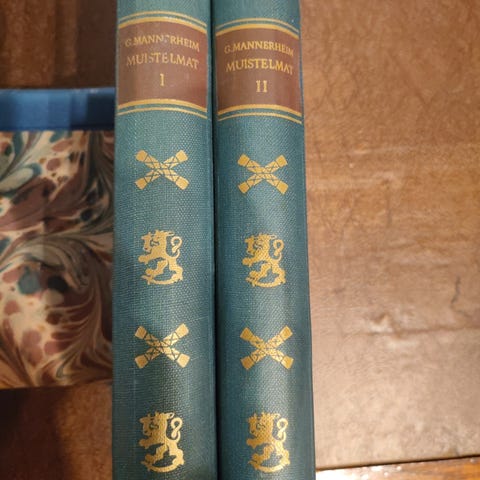 G. MANNERHEIM
MUISTELMAT
I
G. MANNERHEIM
MUISTELMAT
II